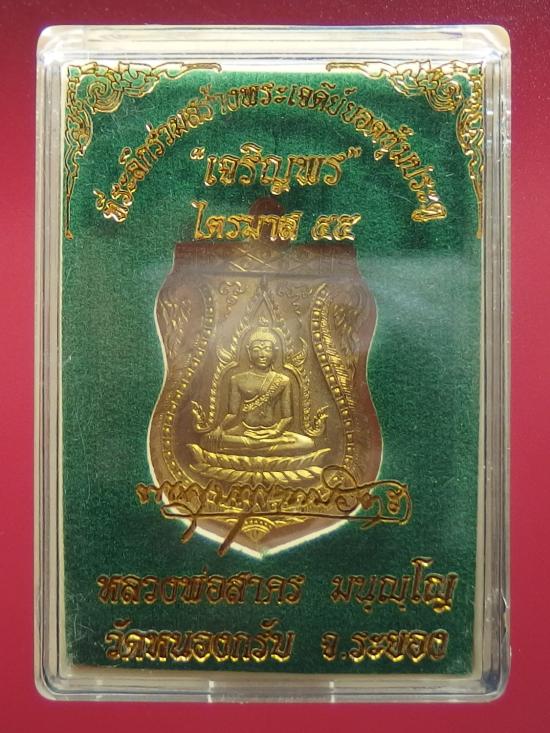 ที่ระลึกร่วมสร้างพระเจดีย์ยอดซุ้มประตู
"เจริญพร"
ไตรมาส ๕๕
หลวงพ่อสาคร มนุญฺโญ
วัดหนองกรับ จ.ระยอง